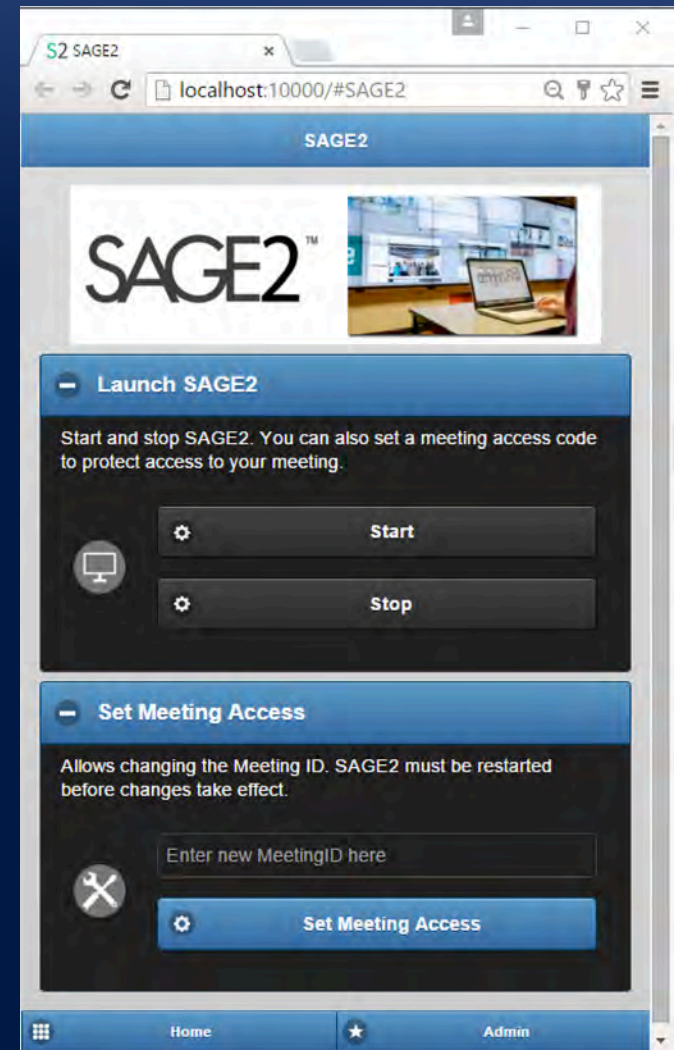 S2 SAGE2
localhost:10000/#SAGE2
SAGE2
SAGE2™
Launch SAGE2
Start and stop SAGE2. You can also set a meeting access code
to protect access to your meeting.
Start
Stop
Set Meeting Access
Allows changing the Meeting ID. SAGE2 must be restarted
before changes take effect.
Enter new MeetingID here
Set Meeting Access
Home
Admin